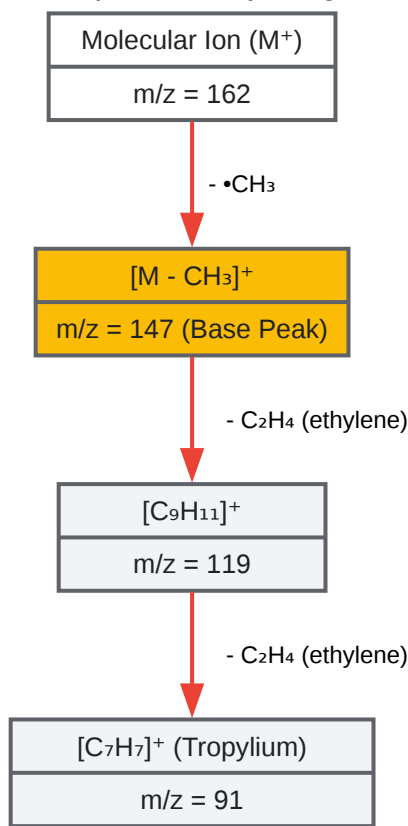 Molecular Ion (M⁺)
m/z = 162
- •CH₃
[M - CH₃]⁺
m/z = 147 (Base Peak)
- C₂H₄ (ethylene)
[C₉H₁₁]⁺
m/z = 119
- C₂H₄ (ethylene)
[C₇H₇]⁺ (Tropylium)
m/z = 91